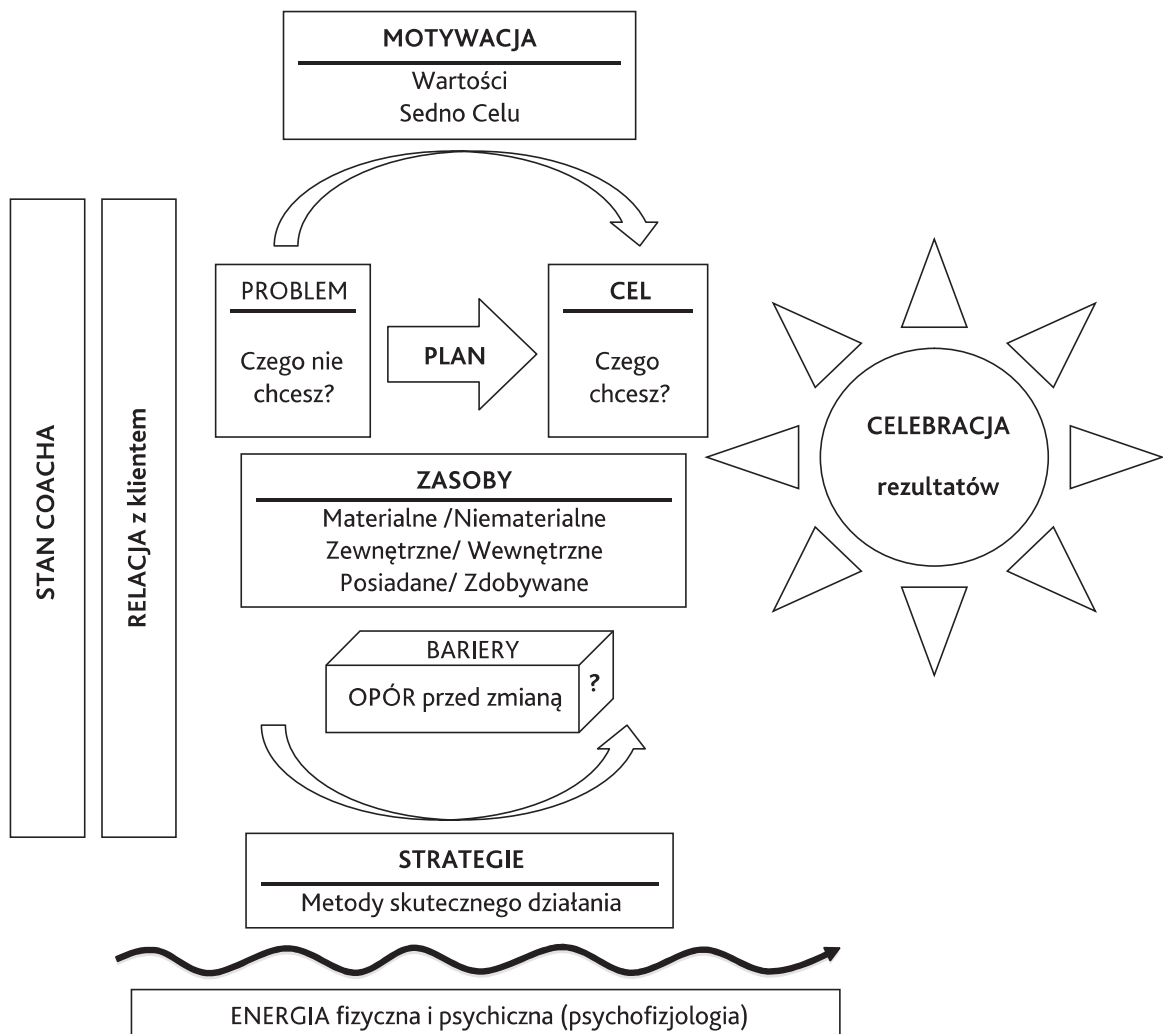 MOTYWACJA
Wartości
Sedno Celu
STAN COACHA
RELACJA z klientem
PROBLEM
Czego nie
chcesz?
PLAN
CEL
Czego
chcesz?
CELEBRACJA
rezultatów
ZASOBY
Materialne /Niematerialne
Zewnętrzne/ Wewnętrzne
Posiadane/ Zdobywane
BARIERY
OPÓR przed zmianą
?
STRATEGIE
Metody skutecznego działania
ENERGIA fizyczna i psychiczna (psychofizjologia)